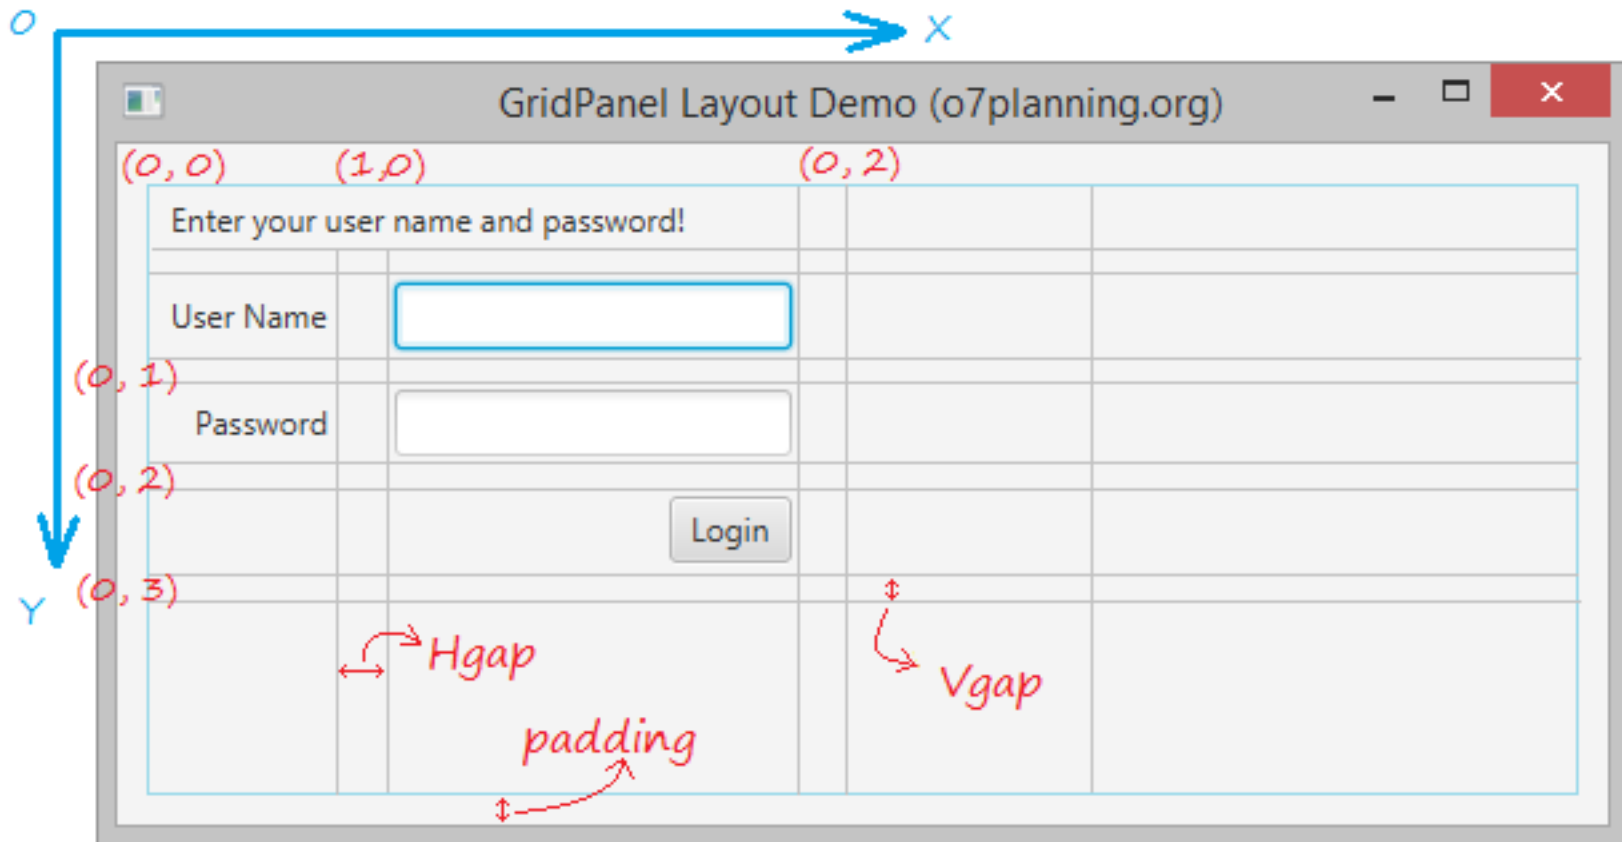 O
X
GridPanel Layout Demo (o7planning.org)
(0, 0) (1,0) (0, 2)
Enter your user name and password!
User Name
(0, 1)
Password
(0, 2)
Login
(0, 3)
Y
Hgap
Vgap
padding